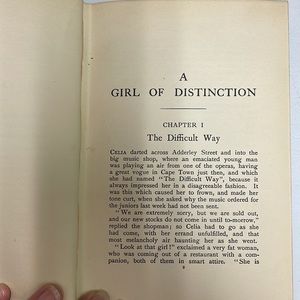 A
GIRL OF DISTINCTION
CHAPTER I
The Difficult Way
CELIA darted across Adderley Street and into the
big music shop, where an emaciated young man
was playing an air from one of the operas, having
a great vogue in Cape Town just then, and which
she had named "The Difficult Way", because it
always impressed her in a disagreeable fashion. It
was this which caused her to frown, and made her
tone curt, when she asked why the music ordered for
the juniors last week had not been sent.
"We are extremely sorry, but we are sold out,
and our new stocks do not come in until to-morrow,"
replied the shopman; so Celia had to go as she
had come, with her errand unfulfilled, and that
most melancholy air haunting her as she went.
"Look at that girl!" exclaimed a very fat woman,
who was coming out of a restaurant with a com-
panion, both of them in smart attire. "She is